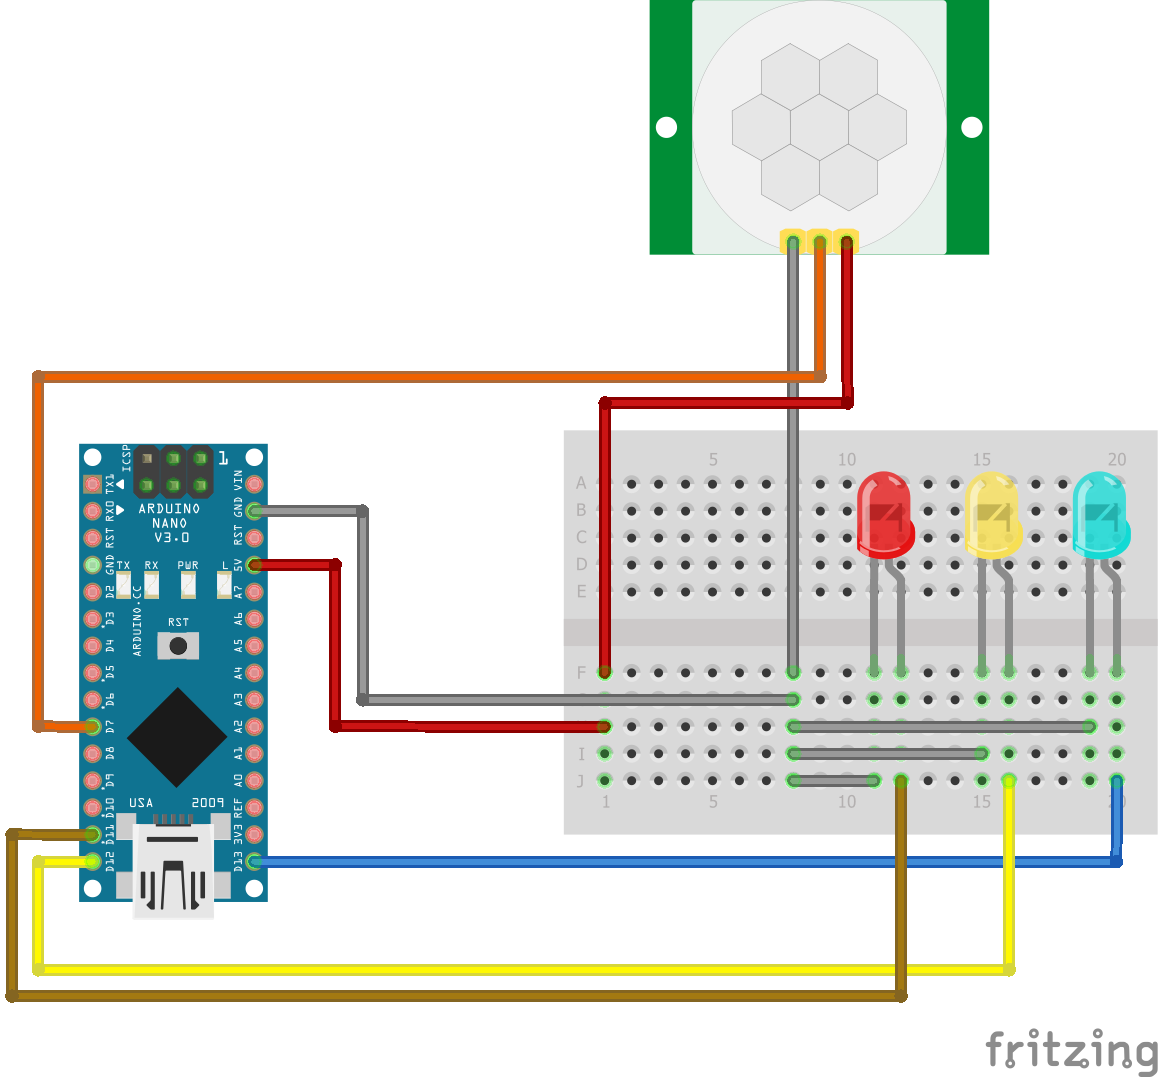 ICSP
1
ARDUINO
NANO
V3.0
TX1
RX0
RST
GND
D2
D3
D4
D5
D6
D7
D8
D9
D10
D11
D12
VIN
GND
RST
5V
A7
A6
A5
A4
A3
A2
A1
A0
REF
3V3
D13
TX RX PWR L
ARDUINO.CC
RST
USA 2009
5 10 15 20
A
B
C
D
E
F
I
J
1 5 10 15 20
fritzing